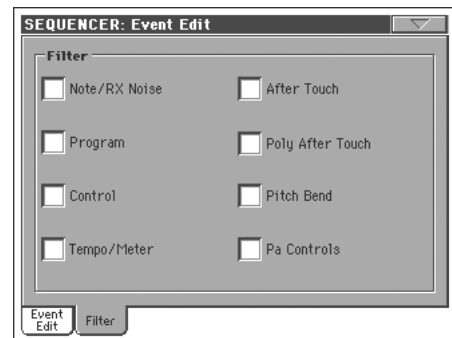 SEQUENCER: Event Edit
Filter
Note/RX Noise
After Touch
Program
Poly After Touch
Control
Pitch Bend
Tempo/Meter
Pa Controls
Event
Edit
Filter